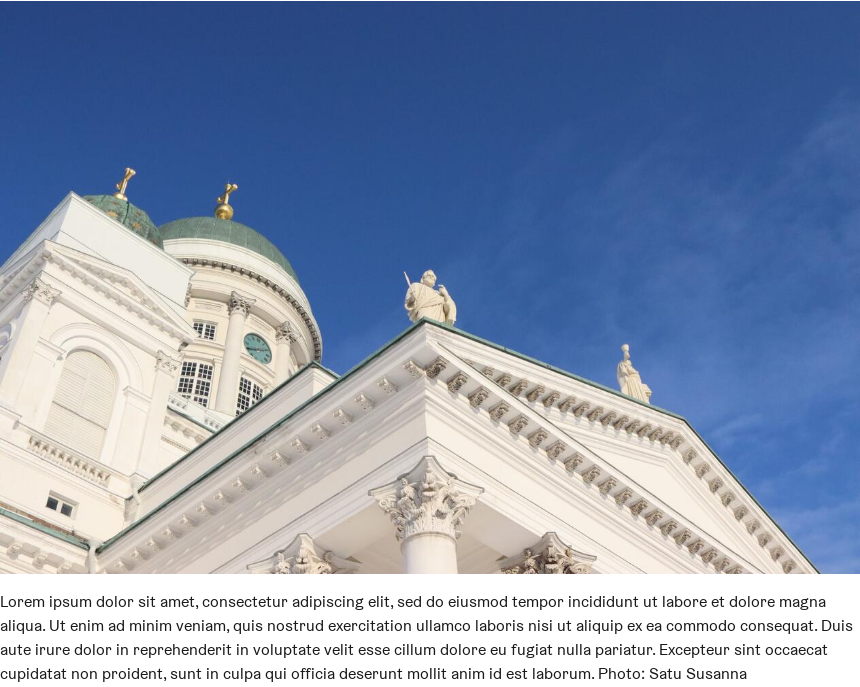 Lorem ipsum dolor sit amet, consectetur adipiscing elit, sed do eiusmod tempor incididunt ut labore et dolore magna
aliqua. Ut enim ad minim veniam, quis nostrud exercitation ullamco laboris nisi ut aliquip ex ea commodo consequat. Duis
aute irure dolor in reprehenderit in voluptate velit esse cillum dolore eu fugiat nulla pariatur. Excepteur sint occaecat
cupidatat non proident, sunt in culpa qui officia deserunt mollit anim id est laborum. Photo: Satu Susanna